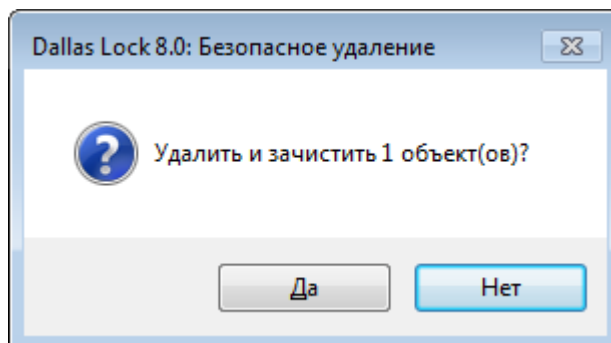 Dallas Lock 8.0: Безопасное удаление
Удалить и зачистить 1 объект(ов)?
Да
Нет